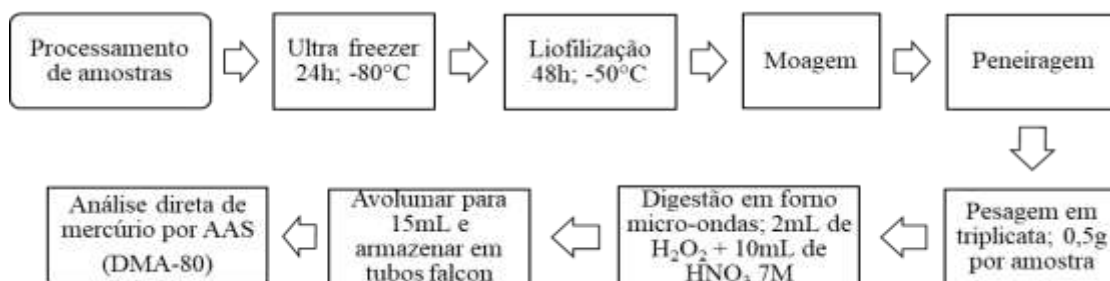 Processamento
de amostras
Ultra freezer
24h; -80°C
Liofilização
48h; -50°C
Moagem
Peneiragem
Pesagem em
triplicata; 0,5g
por amostra
Digestão em forno
micro-ondas; 2mL de
H₂O₂ + 10mL de
HNO₃ 7M
Avolumar para
15mL e
armazenar em
tubos falcon
Análise direta de
mercúrio por AAS
(DMA-80)